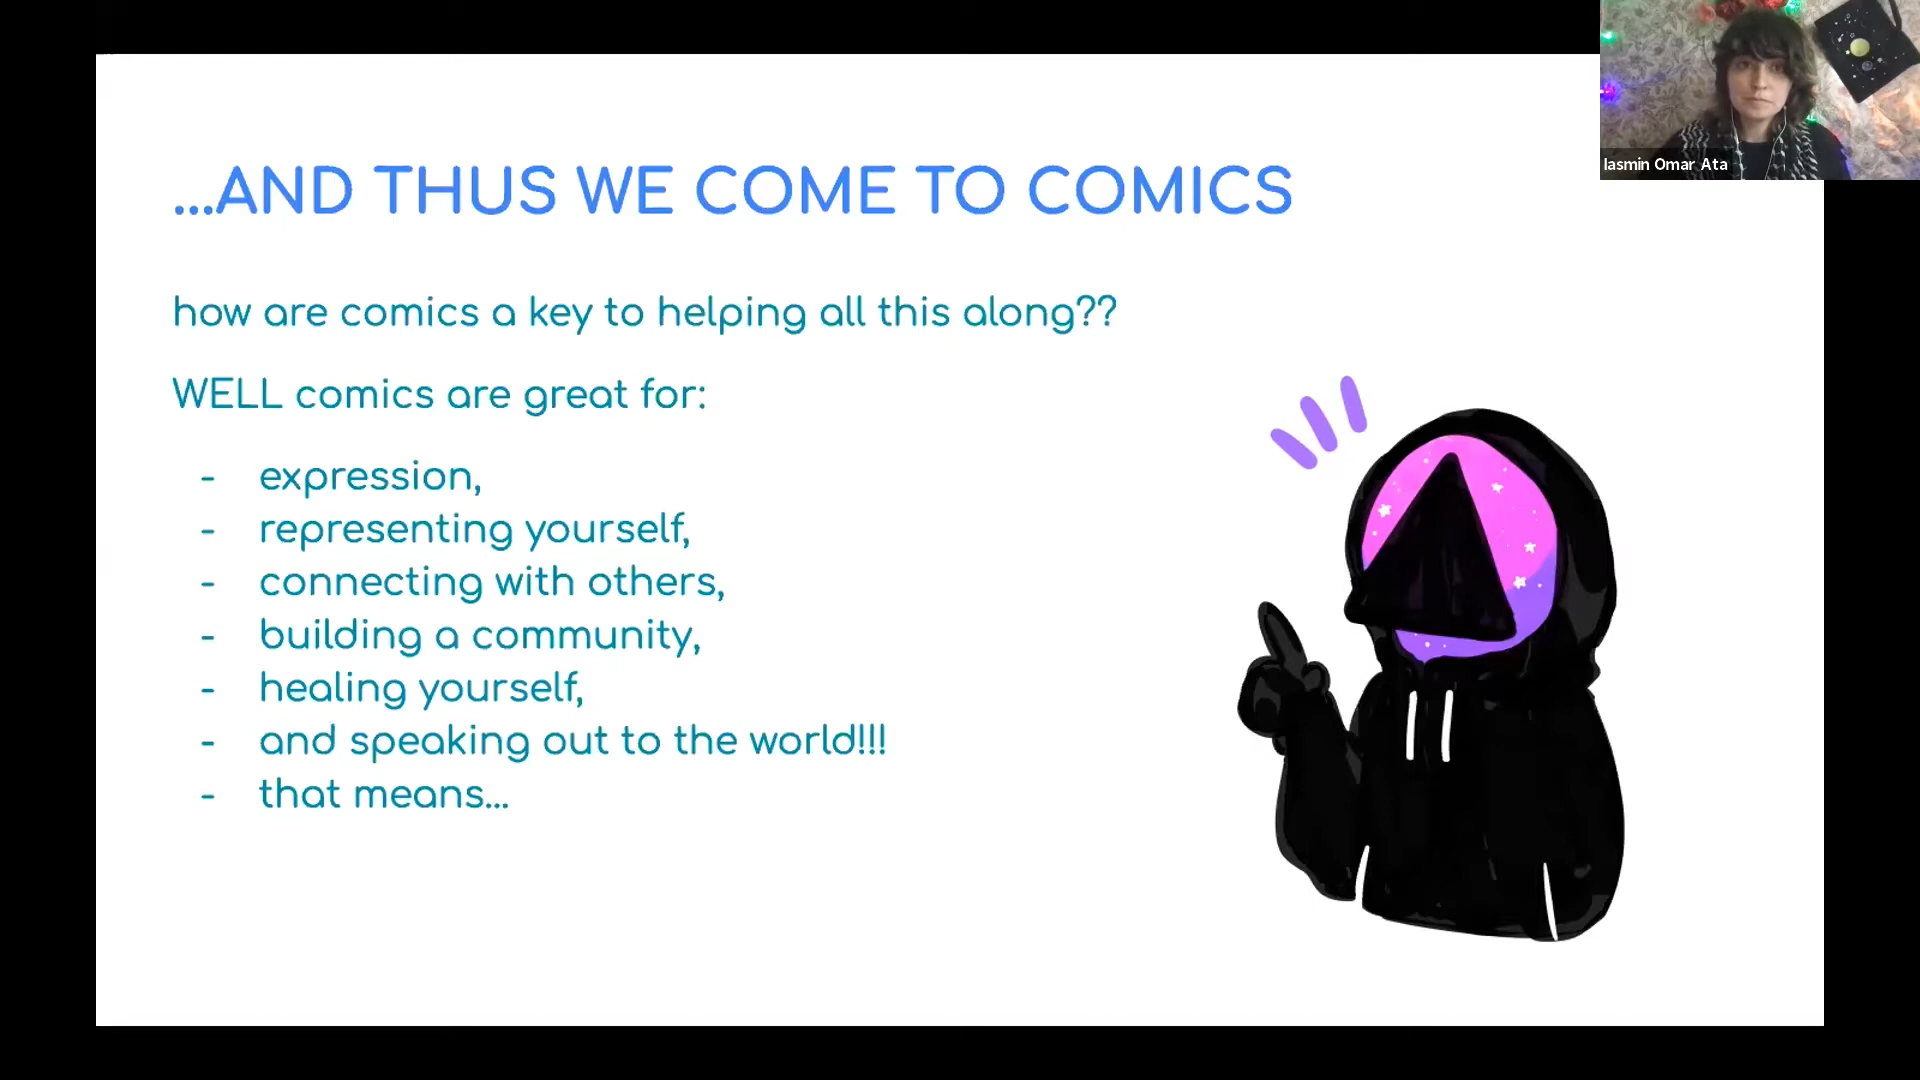 ...AND THUS WE COME TO COMICS
how are comics a key to helping all this along??
WELL comics are great for:
- expression,
- representing yourself,
- connecting with others,
- building a community,
- healing yourself,
- and speaking out to the world!!!
- that means...
Iasmin Omar Ata